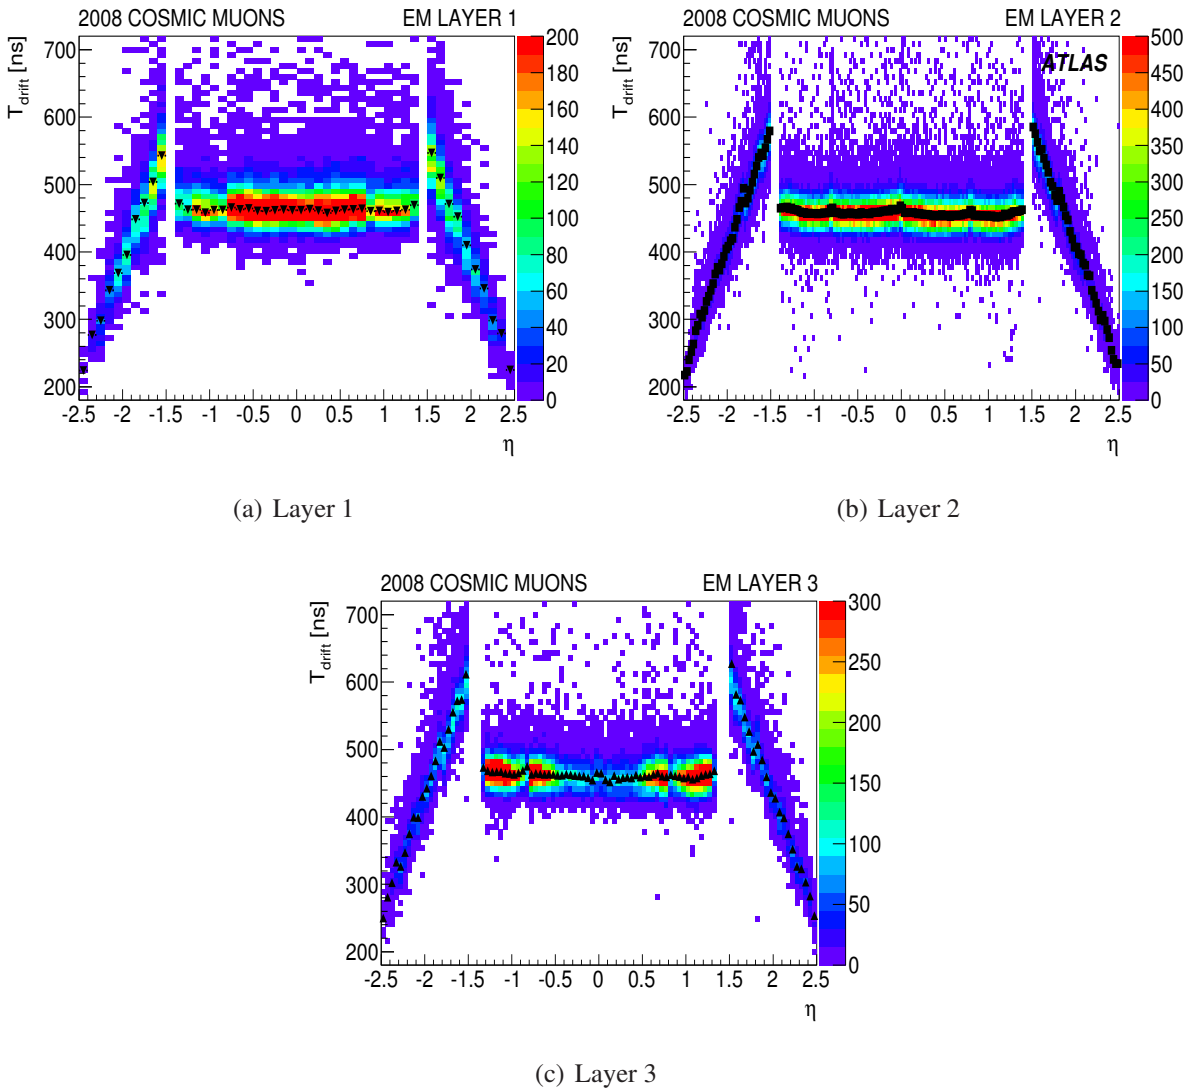 2008 COSMIC MUONS EM LAYER 1
T_drift [ns]
700
600
500
400
300
200
-2.5 -2 -1.5 -1 -0.5 0 0.5 1 1.5 2 2.5
η
200
180
160
140
120
100
80
60
40
20
0
(a) Layer 1
2008 COSMIC MUONS EM LAYER 2
ATLAS
T_drift [ns]
700
600
500
400
300
200
-2.5 -2 -1.5 -1 -0.5 0 0.5 1 1.5 2 2.5
η
500
450
400
350
300
250
200
150
100
50
0
(b) Layer 2
2008 COSMIC MUONS EM LAYER 3
T_drift [ns]
700
600
500
400
300
200
-2.5 -2 -1.5 -1 -0.5 0 0.5 1 1.5 2 2.5
η
300
250
200
150
100
50
0
(c) Layer 3